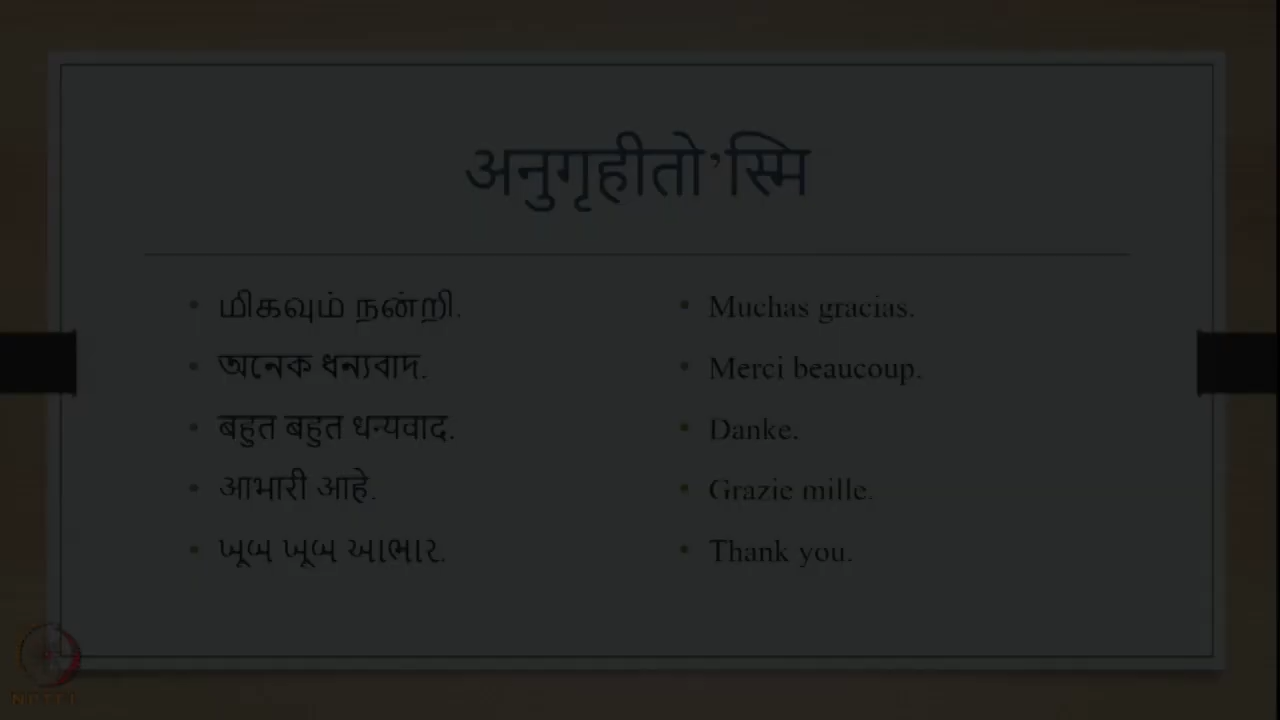 अनुगृहीतो’स्मि
மிகவும் நன்றி.
অনেক ধন্যবাদ.
बहुत बहुत धन्यवाद.
आभारी आहे.
ખૂબ ખૂબ આભાર.
Muchas gracias.
Merci beaucoup.
Danke.
Grazie mille.
Thank you.
NPTEL